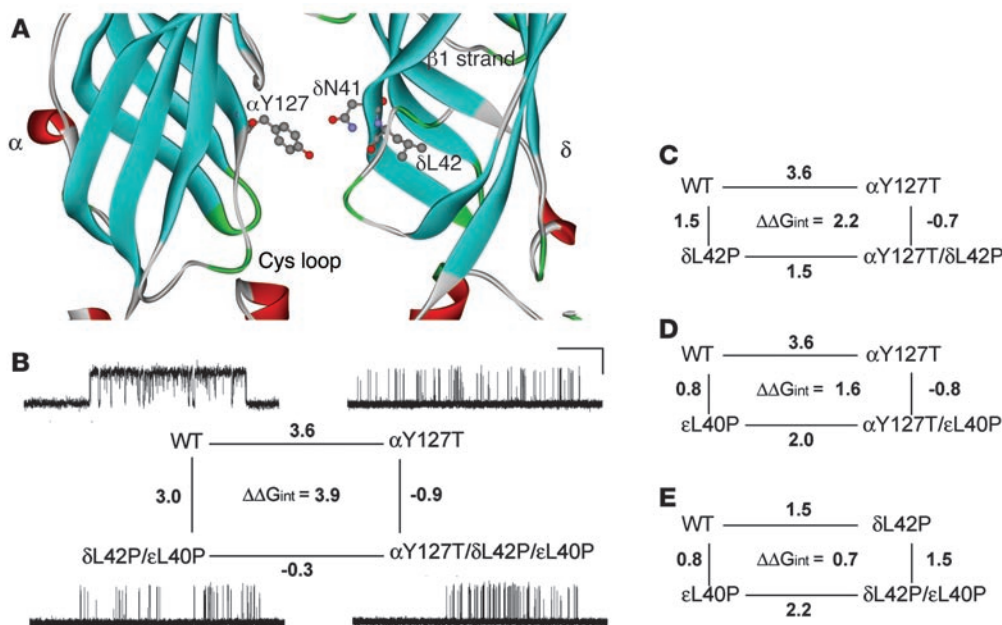 A
α
αY127
δN41
β1 strand
δL42
δ
Cys loop
B
WT 3.6 αY127T
3.0 ΔΔGint = 3.9 -0.9
δL42P/εL40P -0.3 αY127T/δL42P/εL40P
C
WT 3.6 αY127T
1.5 ΔΔGint = 2.2 -0.7
δL42P 1.5 αY127T/δL42P
D
WT 3.6 αY127T
0.8 ΔΔGint = 1.6 -0.8
εL40P 2.0 αY127T/εL40P
E
WT 1.5 δL42P
0.8 ΔΔGint = 0.7 1.5
εL40P 2.2 δL42P/εL40P